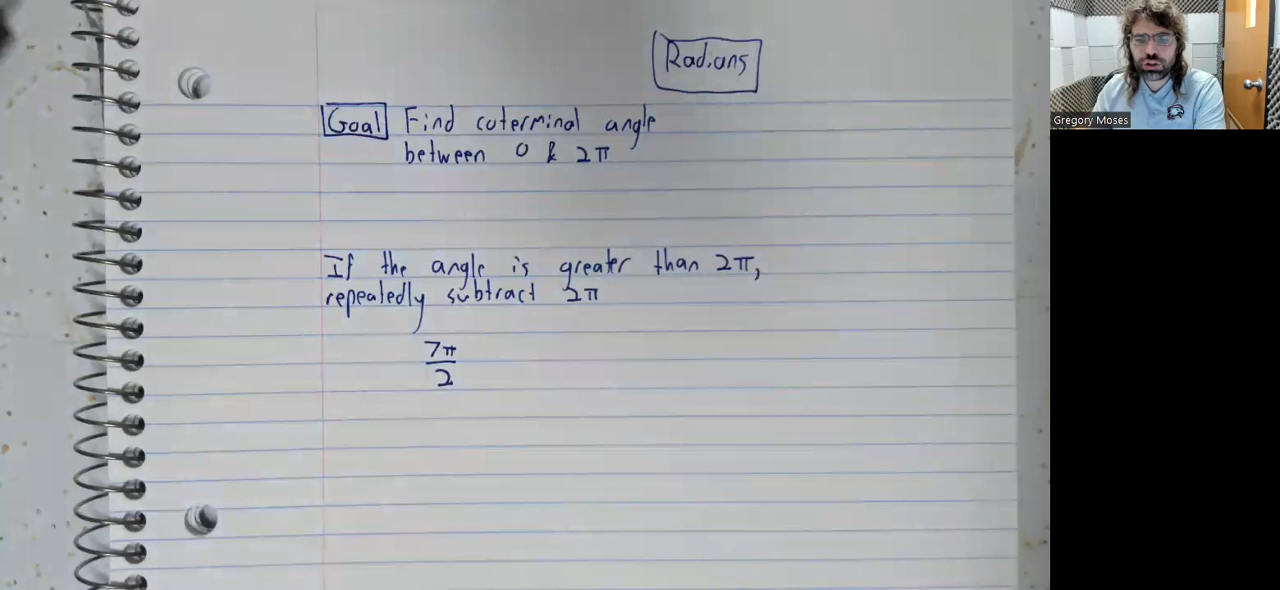 Radians
Goal Find coterminal angle
between 0 & 2π
If the angle is greater than 2π,
repeatedly subtract 2π
7π
2
Gregory Moses